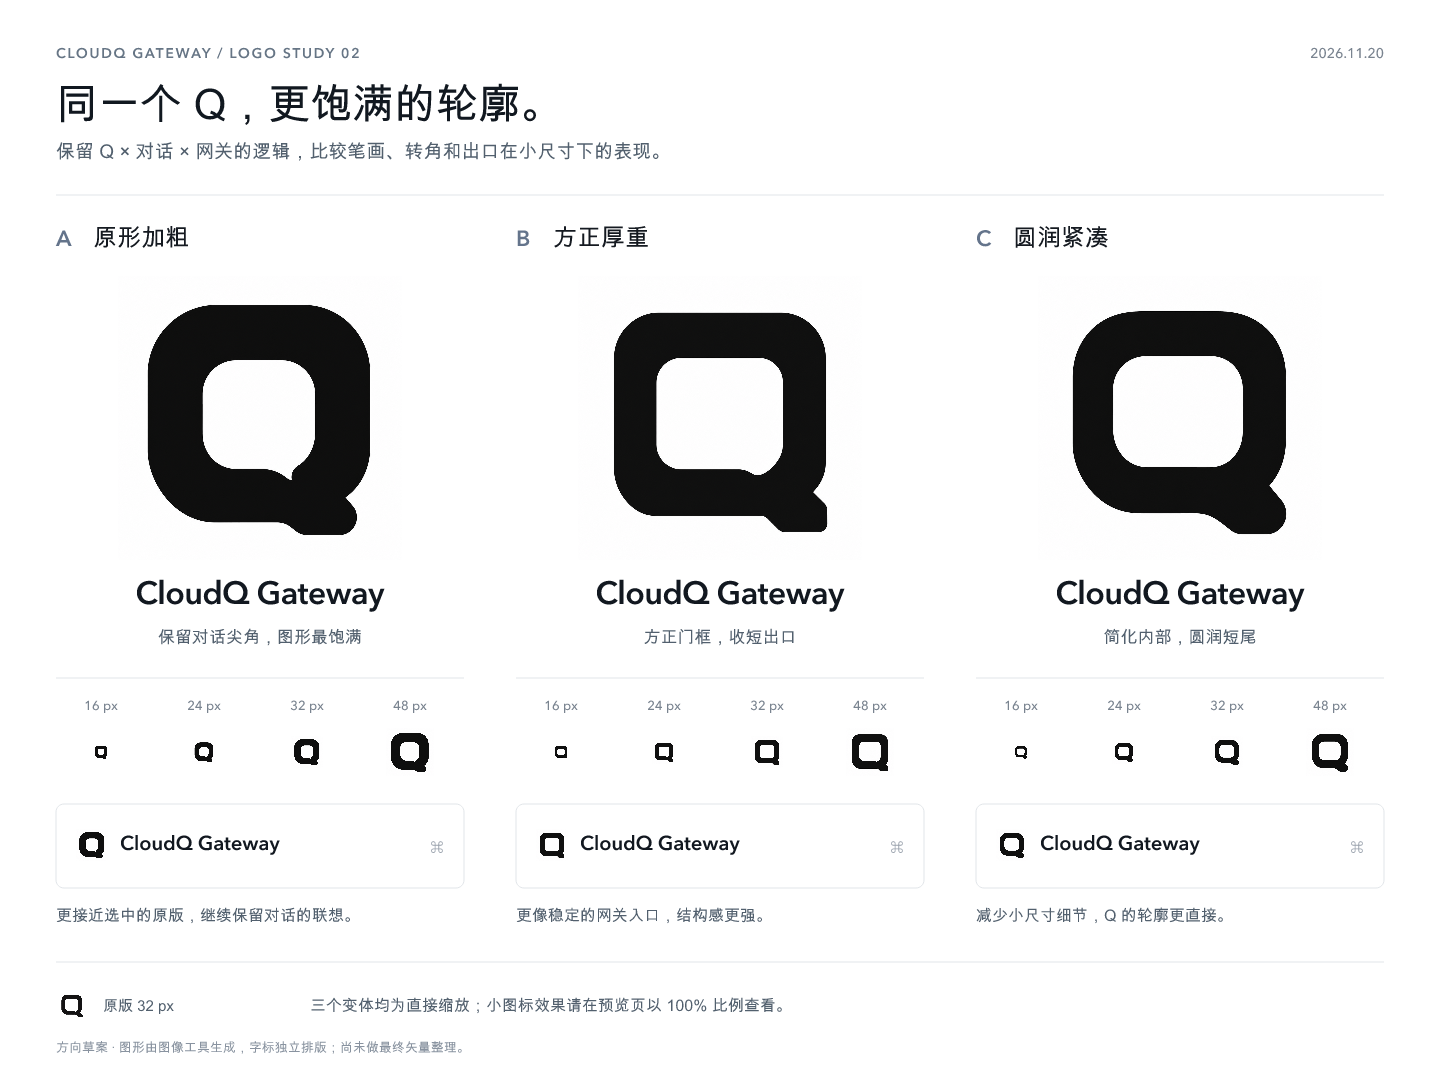 CLOUDQ GATEWAY / LOGO STUDY 02
2026.11.20
同一个 Q，更饱满的轮廓。
保留 Q × 对话 × 网关的逻辑，比较笔画、转角和出口在小尺寸下的表现。
A 原形加粗
B 方正厚重
C 圆润紧凑
CloudQ Gateway
CloudQ Gateway
CloudQ Gateway
保留对话尖角，图形最饱满
方正门框，收短出口
简化内部，圆润短尾
16 px 24 px 32 px 48 px
16 px 24 px 32 px 48 px
16 px 24 px 32 px 48 px
CloudQ Gateway ⌘
CloudQ Gateway ⌘
CloudQ Gateway ⌘
更接近选中的原版，继续保留对话的联想。
更像稳定的网关入口，结构感更强。
减少小尺寸细节，Q 的轮廓更直接。
原版 32 px
三个变体均为直接缩放；小图标效果请在预览页以 100% 比例查看。
方向草案 · 图形由图像工具生成，字标独立排版；尚未做最终矢量整理。